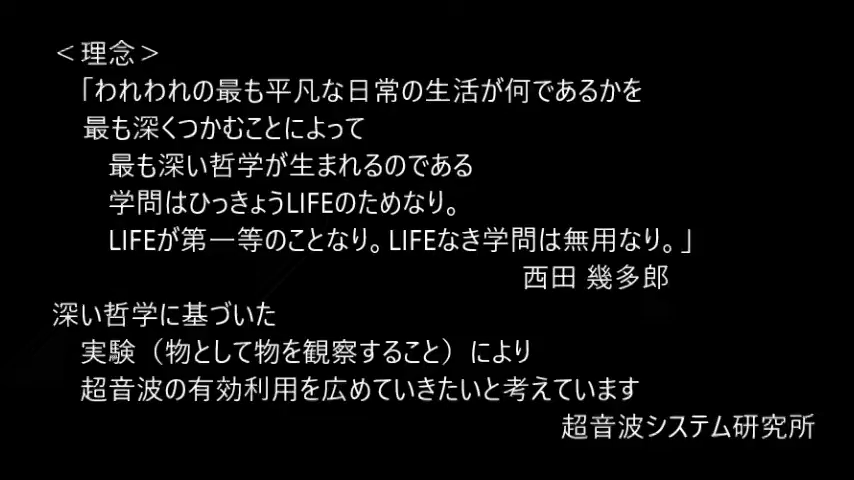 ＜理念＞
「われわれの最も平凡な日常の生活が何であるかを
最も深くつかむことによって
最も深い哲学が生まれるのである
学問はひっきょうLIFEのためなり。
LIFEが第一等のことなり。LIFEなき学問は無用なり。」
西田 幾多郎
深い哲学に基づいた
実験（物として物を観察すること）により
超音波の有効利用を広めていきたいと考えています
超音波システム研究所